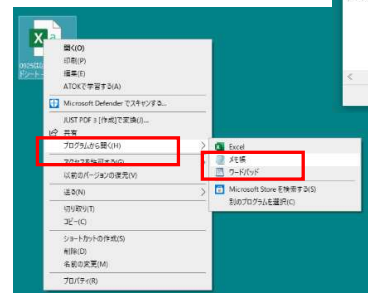 開く(O)
印刷(P)
編集(E)
ATOKで学習する(A)
Microsoft Defender でスキャンする...
JUST PDF 3 [作成]で変換(J)...
共有
プログラムから開く(H)
アクセスを許可する(G)
以前のバージョンの復元(V)
送る(N)
切り取り(T)
コピー(C)
ショートカットの作成(S)
削除(D)
名前の変更(M)
プロパティ(R)
Excel
メモ帳
ワードパッド
Microsoft Store を検索する(S)
別のプログラムを選択(C)